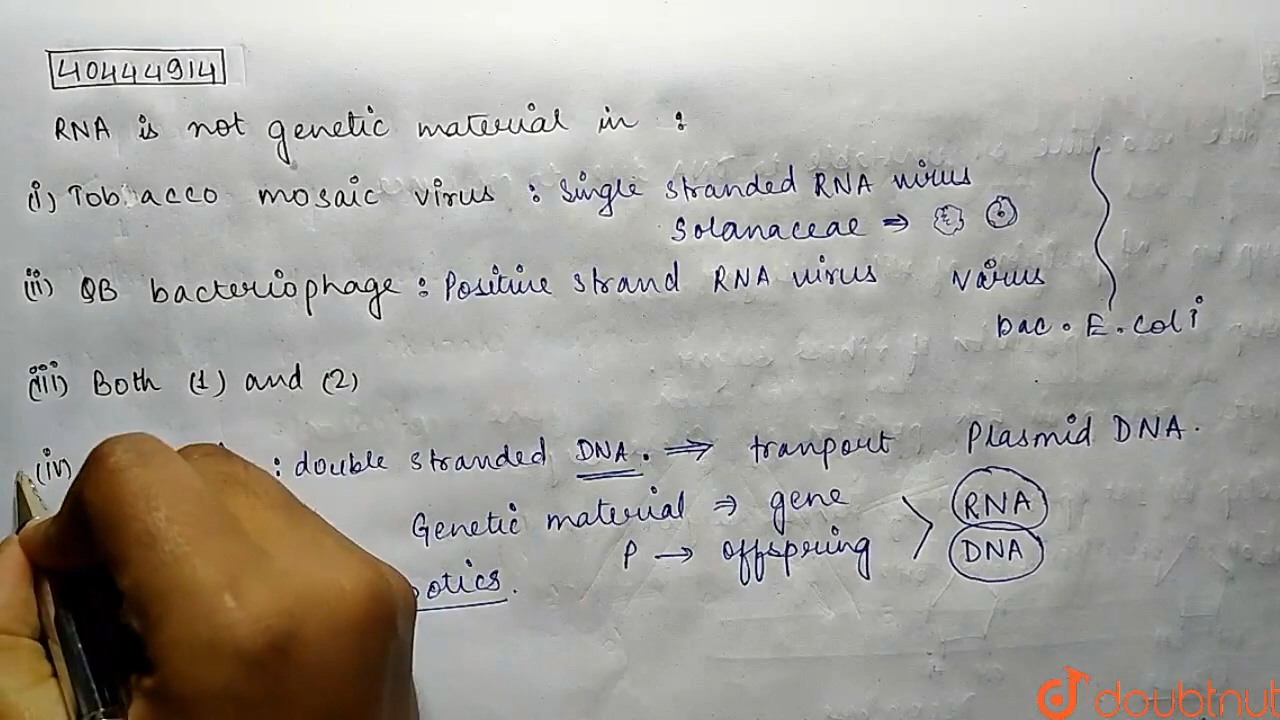 40444914
RNA is not genetic material in :
(i) Tobacco mosaic virus : Single stranded RNA virus
Solanaceae ⇒
(ii) QB bacteriophage : Positive strand RNA virus Narus
bac. E. coli
(iii) Both (1) and (2)
(iv) : double stranded DNA. ⇒ tranport Plasmid DNA.
Genetic material ⇒ gene RNA
P → offspring DNA
otics.
doubtnut